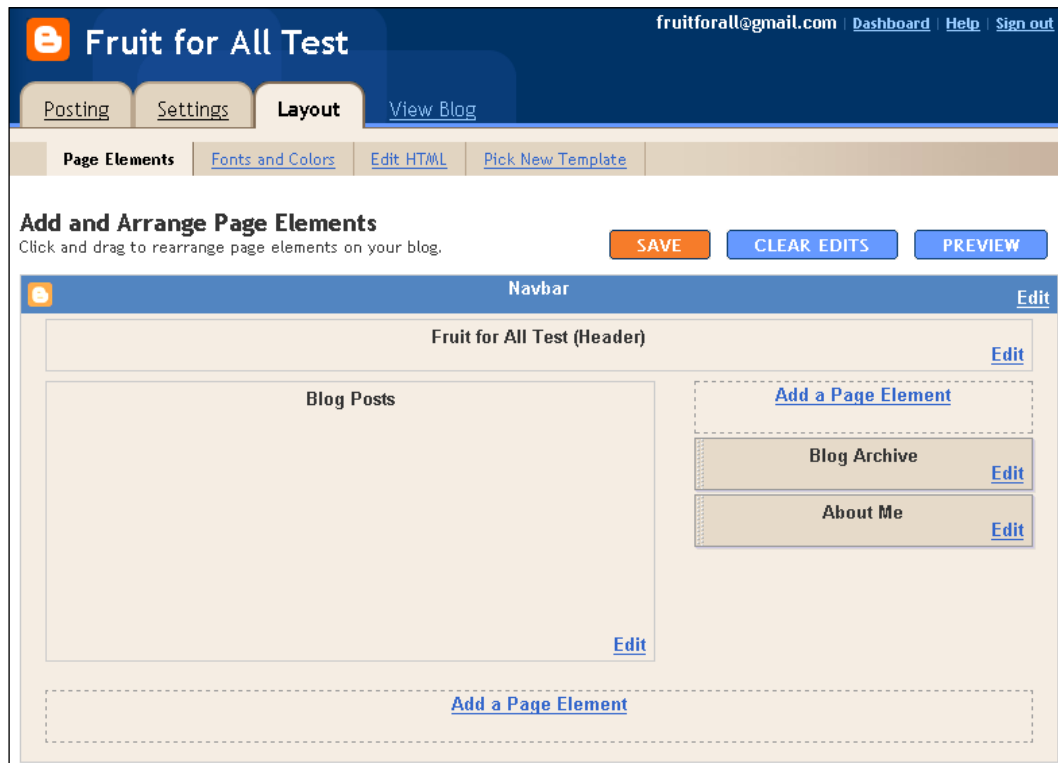 fruitforall@gmail.com | Dashboard | Help | Sign out
Fruit for All Test
Posting Settings Layout View Blog
Page Elements Fonts and Colors Edit HTML Pick New Template
Add and Arrange Page Elements
Click and drag to rearrange page elements on your blog.
SAVE CLEAR EDITS PREVIEW
Navbar
Edit
Fruit for All Test (Header)
Edit
Blog Posts
Edit
Add a Page Element
Blog Archive
Edit
About Me
Edit
Add a Page Element